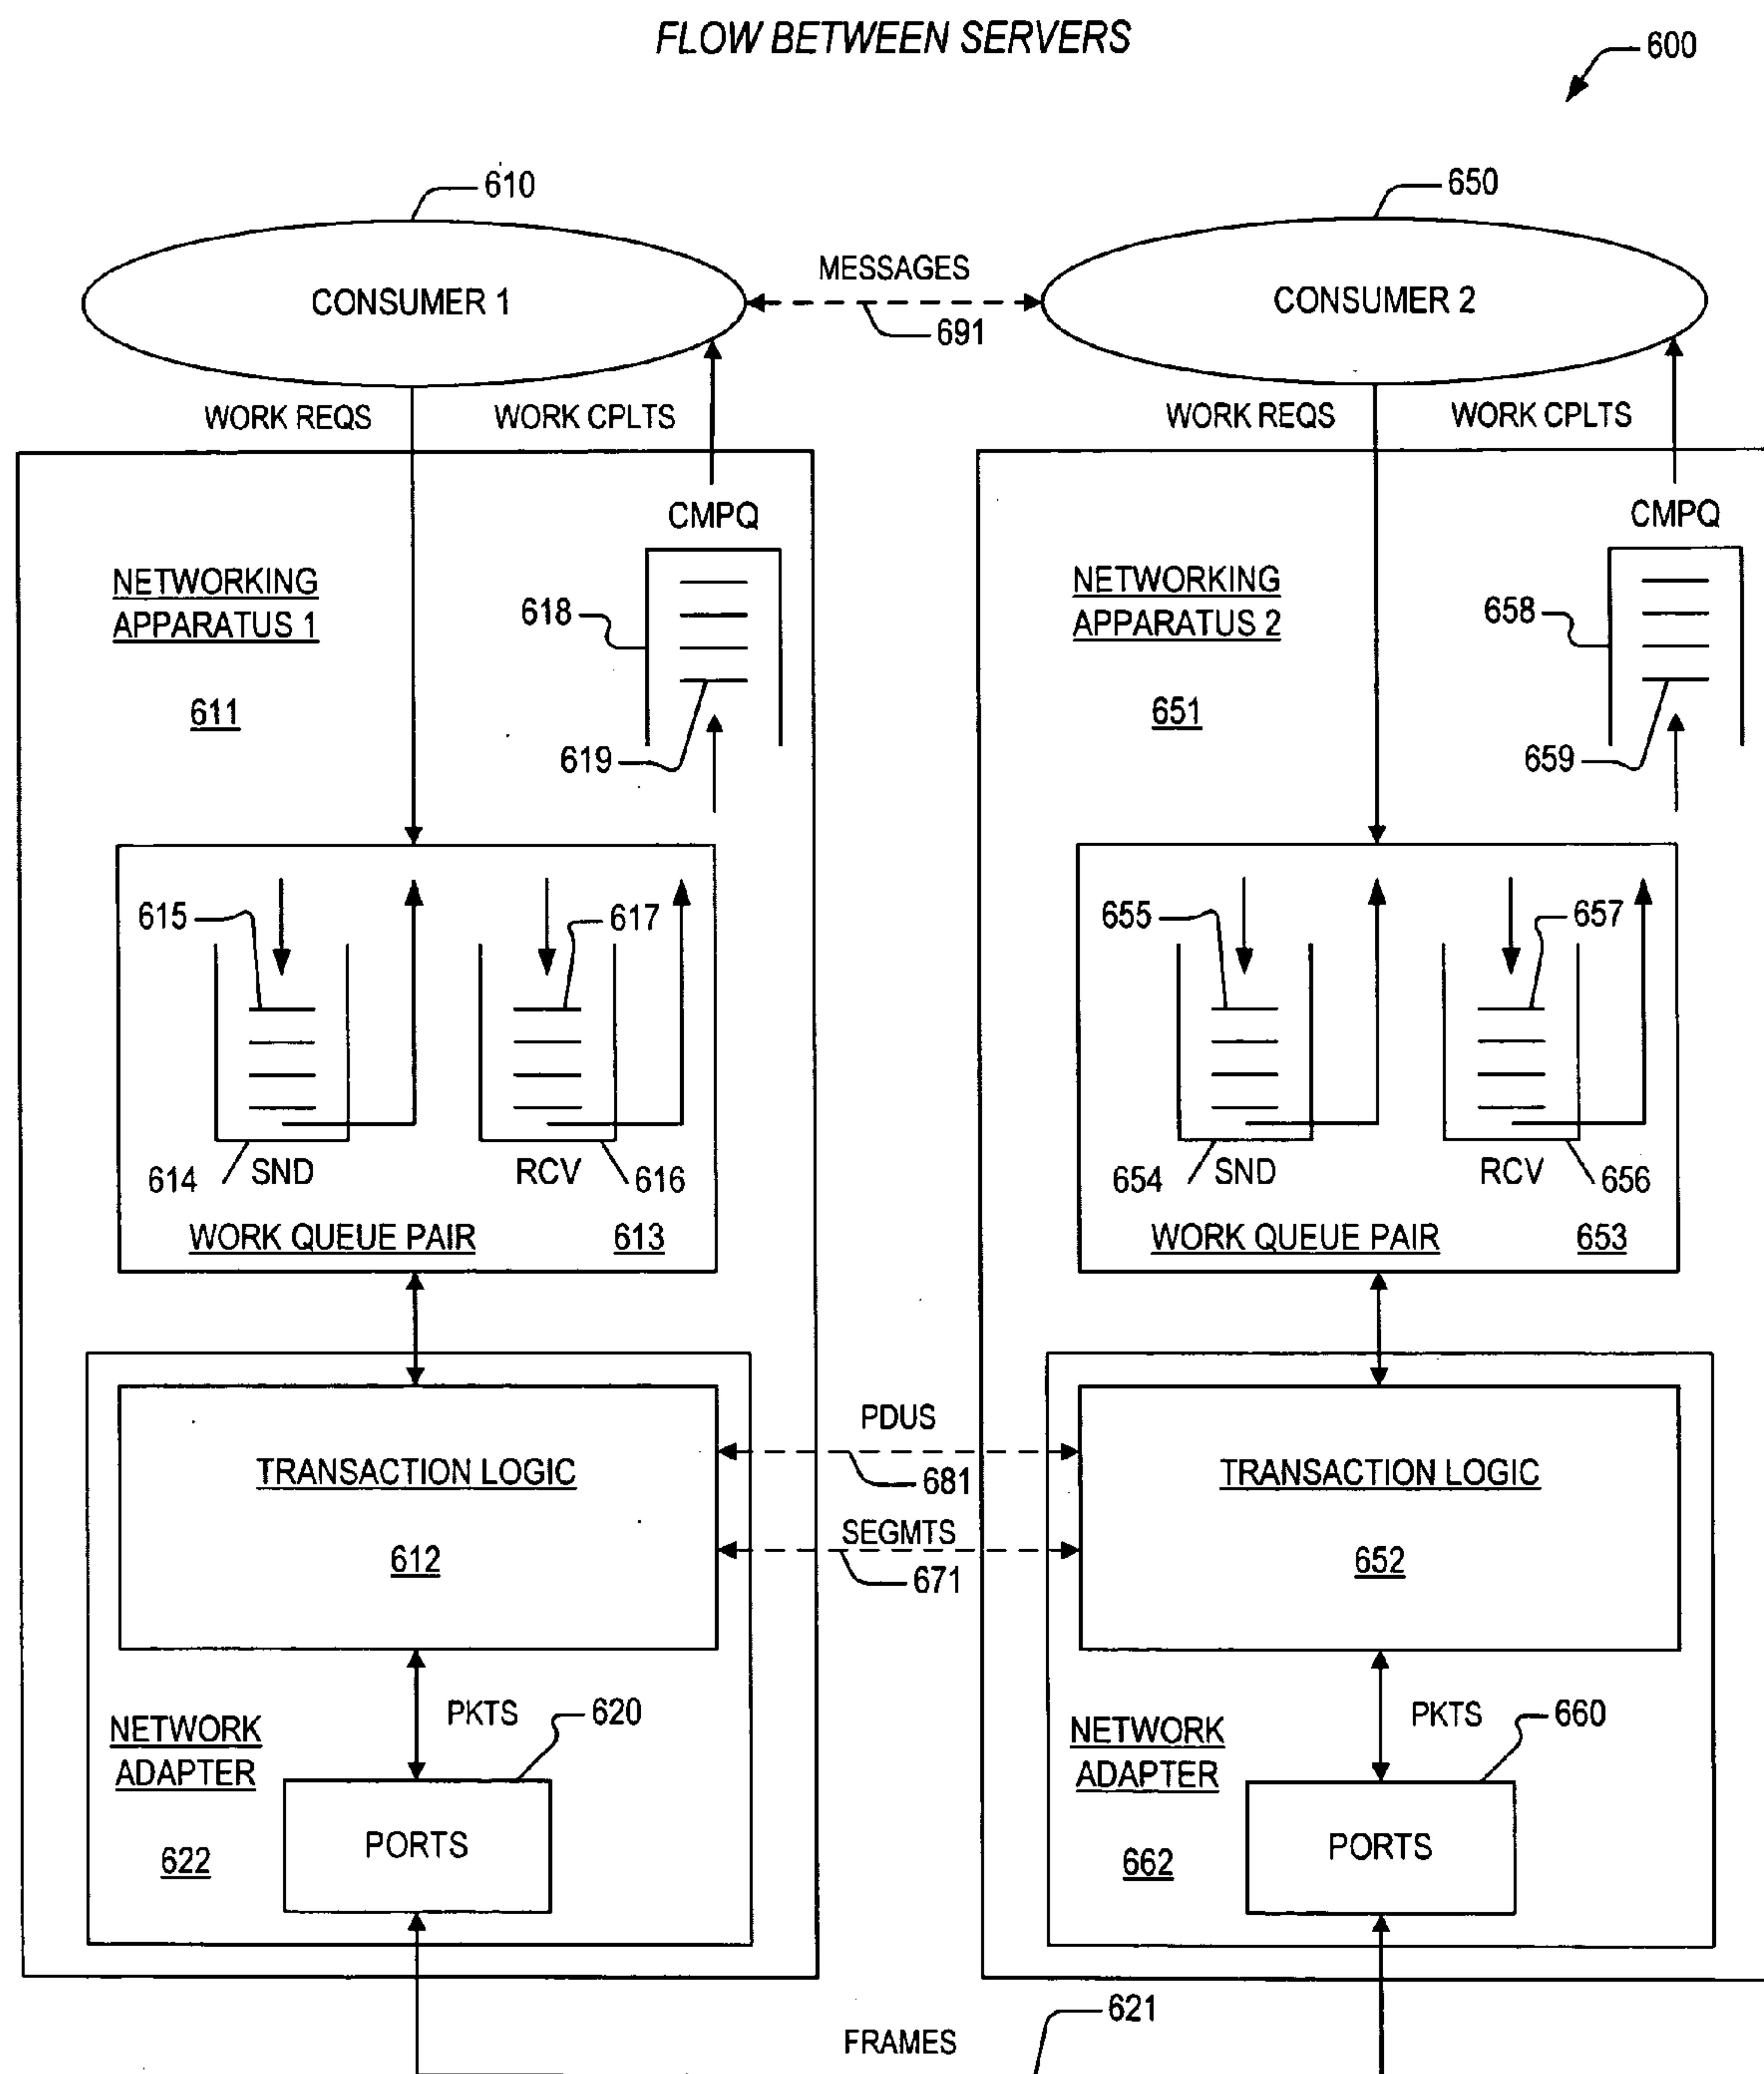 FLOW BETWEEN SERVERS
600
610
650
MESSAGES
CONSUMER 1
CONSUMER 2
691
WORK REQS
WORK CPLTS
WORK REQS
WORK CPLTS
CMPQ
CMPQ
NETWORKING
APPARATUS 1
618
NETWORKING
APPARATUS 2
658
611
619
651
659
615
617
655
657
614
SND
RCV
616
654
SND
RCV
656
WORK QUEUE PAIR
613
WORK QUEUE PAIR
653
PDUS
TRANSACTION LOGIC
681
TRANSACTION LOGIC
SEGMTS
612
671
652
PKTS
620
PKTS
660
NETWORK
ADAPTER
NETWORK
ADAPTER
PORTS
PORTS
622
662
621
FRAMES